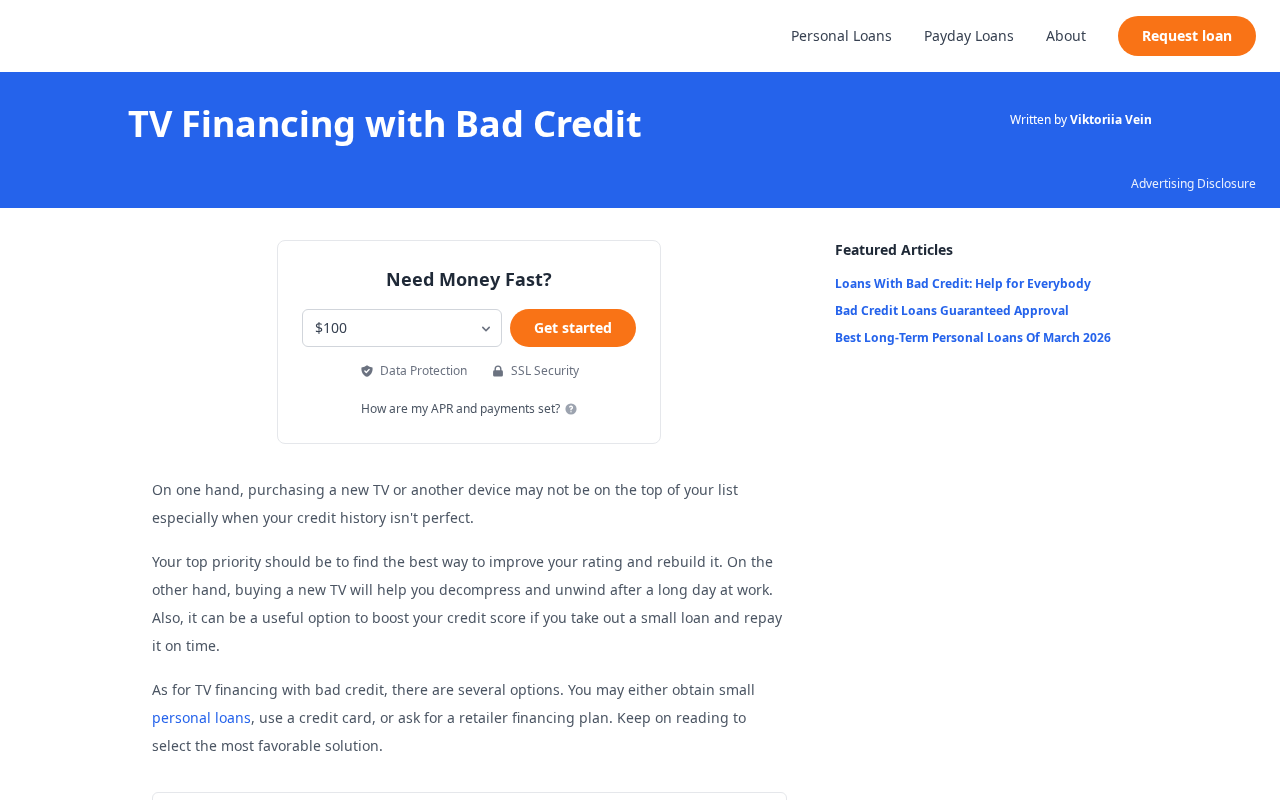 Personal Loans
Payday Loans
About
Request loan
TV Financing with Bad Credit
Written by Viktoriia Vein
Advertising Disclosure
Need Money Fast?
$100
Get started
Data Protection
SSL Security
How are my APR and payments set?
On one hand, purchasing a new TV or another device may not be on the top of your list
especially when your credit history isn't perfect.
Your top priority should be to find the best way to improve your rating and rebuild it. On the
other hand, buying a new TV will help you decompress and unwind after a long day at work.
Also, it can be a useful option to boost your credit score if you take out a small loan and repay
it on time.
As for TV financing with bad credit, there are several options. You may either obtain small
personal loans, use a credit card, or ask for a retailer financing plan. Keep on reading to
select the most favorable solution.
Featured Articles
Loans With Bad Credit: Help for Everybody
Bad Credit Loans Guaranteed Approval
Best Long-Term Personal Loans Of March 2026